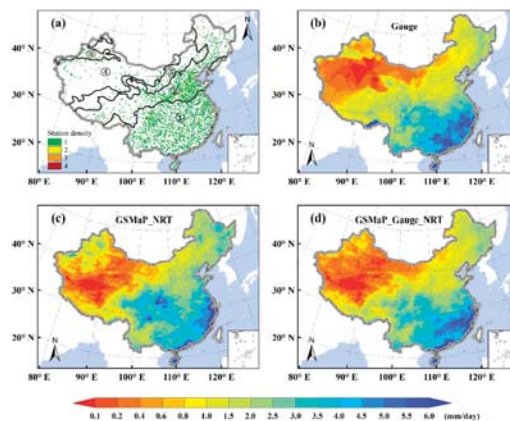 (a)
N
40° N
30° N
20° N
④
Station density
1
2
3
4
80° E 90° E 100° E 110° E 120° E
(b) Gauge
40° N
30° N
20° N
N
80° E 90° E 100° E 110° E 120° E
(c) GSMaP_NRT
40° N
30° N
20° N
N
80° E 90° E 100° E 110° E 120° E
(d) GSMaP_Gauge_NRT
40° N
30° N
20° N
N
80° E 90° E 100° E 110° E 120° E
0.1 0.2 0.4 0.6 0.8 1.0 1.5 2.0 2.5 3.0 3.5 4.0 4.5 5.0 5.5 6.0 (mm/day)